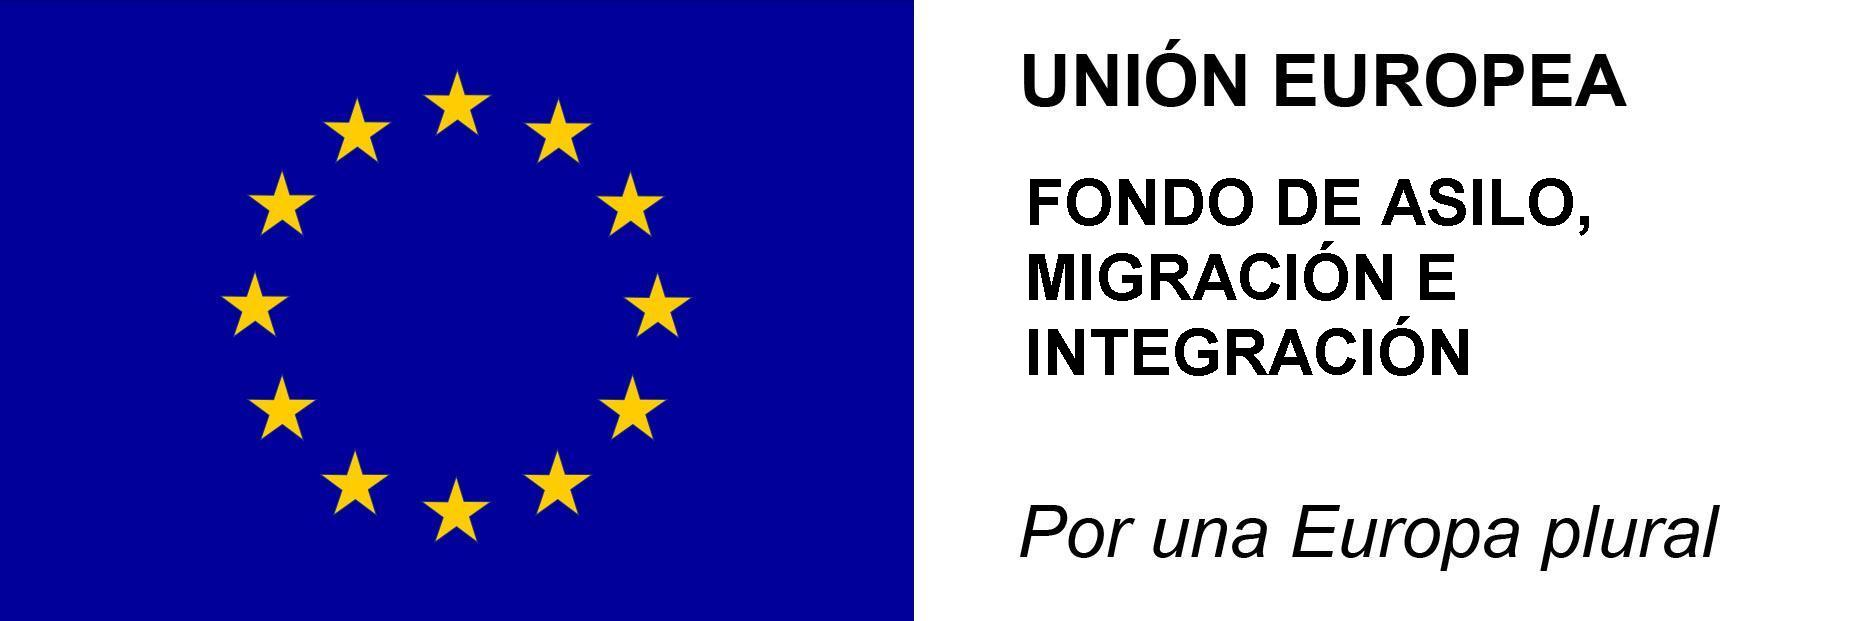 UNIÓN EUROPEA
FONDO DE ASILO,
MIGRACIÓN E
INTEGRACIÓN
Por una Europa plural